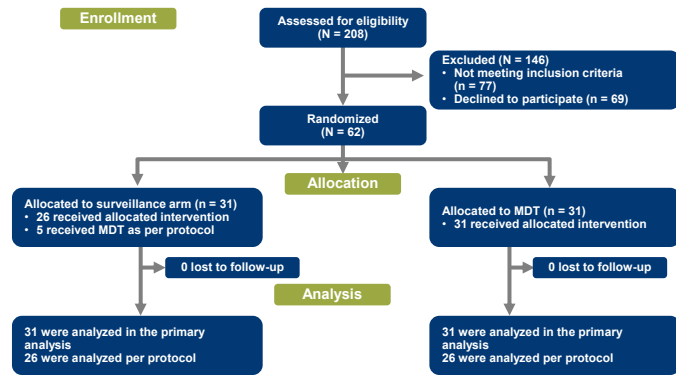 Enrollment
Assessed for eligibility
(N = 208)
Excluded (N = 146)
• Not meeting inclusion criteria
(n = 77)
• Declined to participate (n = 69)
Randomized
(N = 62)
Allocation
Allocated to surveillance arm (n = 31)
• 26 received allocated intervention
• 5 received MDT as per protocol
Allocated to MDT (n = 31)
• 31 received allocated intervention
0 lost to follow-up
0 lost to follow-up
Analysis
31 were analyzed in the primary
analysis
26 were analyzed per protocol
31 were analyzed in the primary
analysis
26 were analyzed per protocol